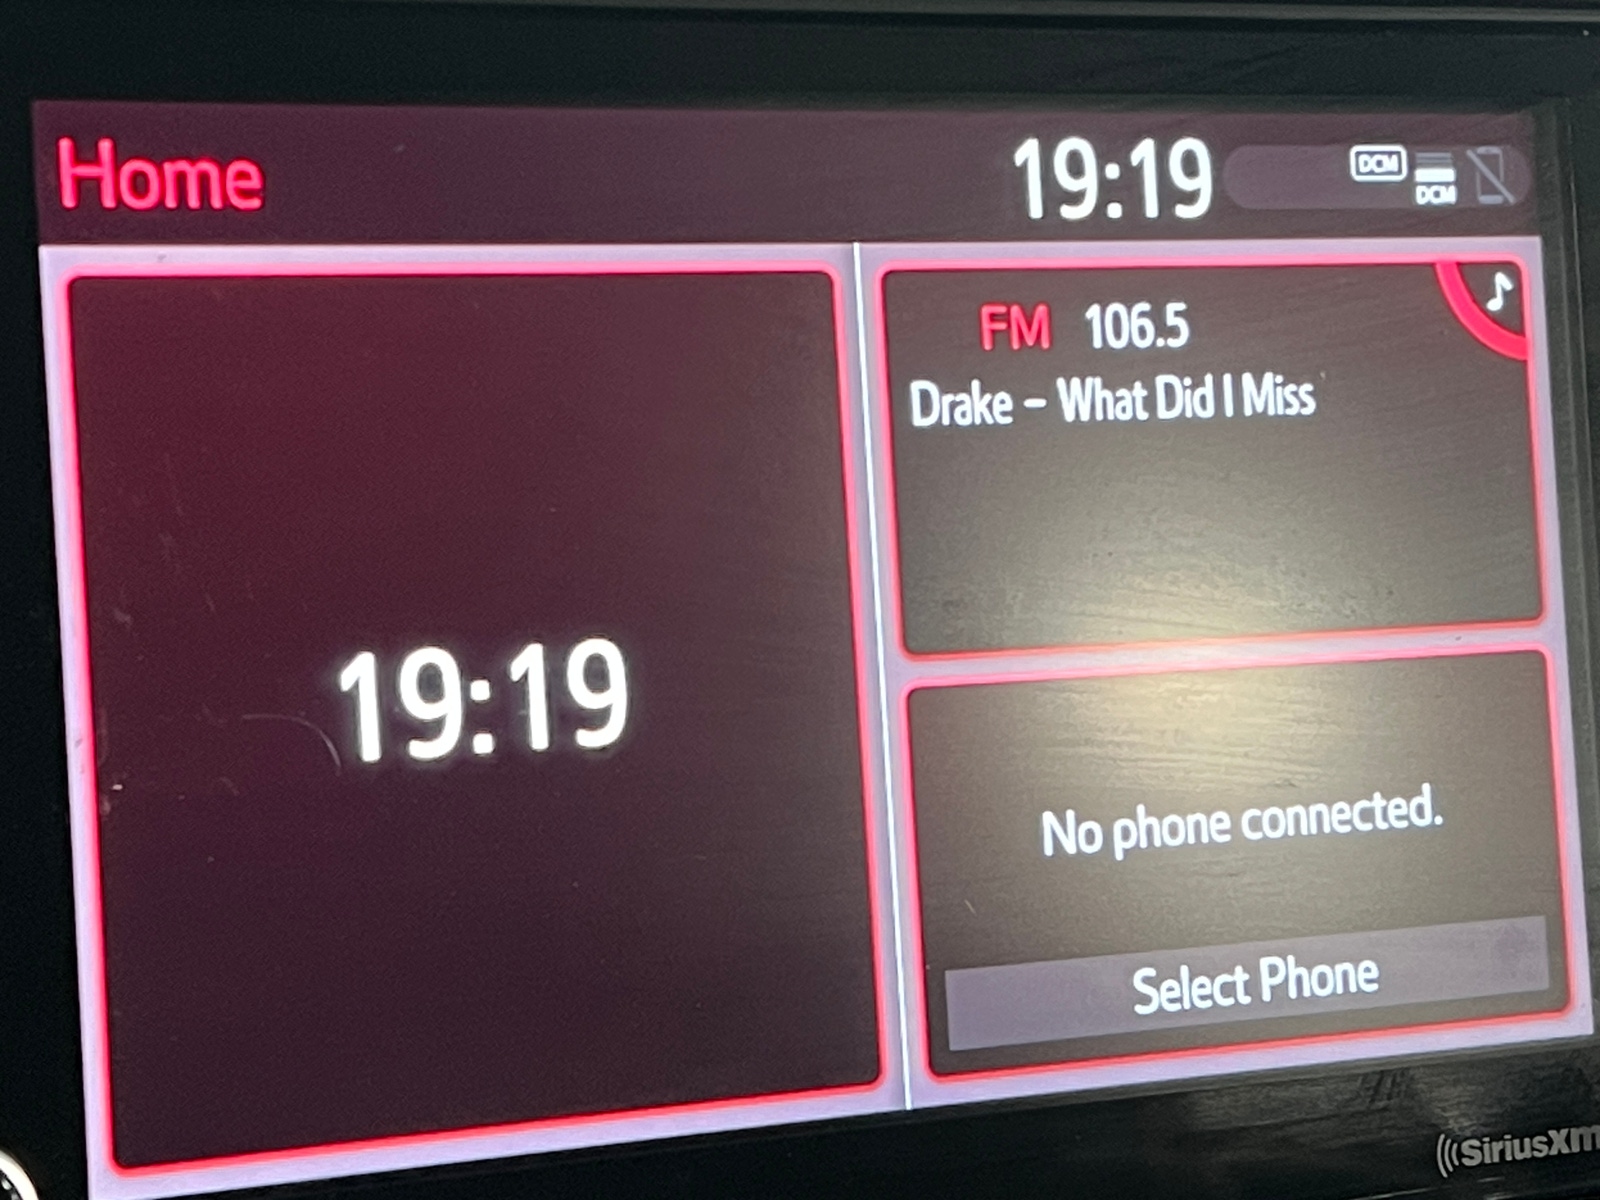 Home
19:19
DCM
DCM
19:19
FM 106.5
Drake – What Did I Miss
No phone connected.
Select Phone
SiriusXM